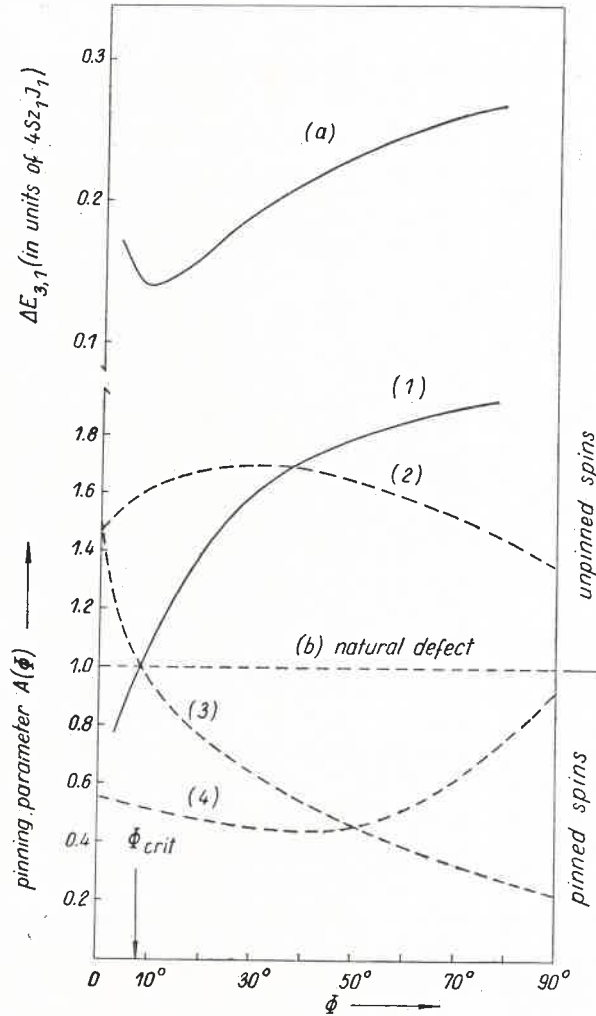 ΔE3,1 (in units of 4Sz1J1)
0.3
0.2
0.1
(a)
pinning parameter A(Φ)
1.8
1.6
1.4
1.2
1.0
0.8
0.6
0.4
0.2
(1)
(2)
(b) natural defect
(3)
(4)
Φcrit
unpinned spins
pinned spins
0 10° 30° 50° 70° 90°
Φ